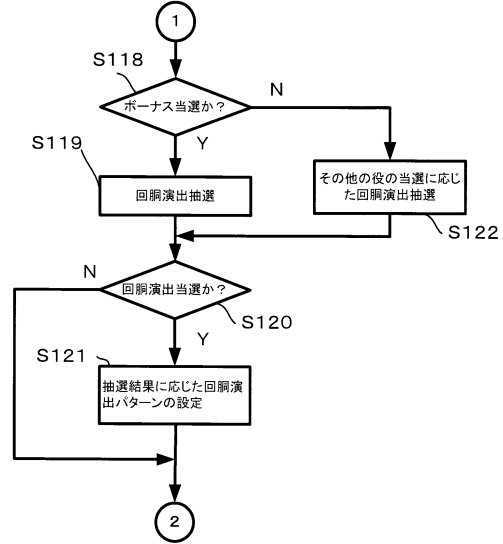 1
S118
ボーナス当選か？
N
Y
S119
回胴演出抽選
その他の役の当選に応じ
た回胴演出抽選
S122
N
回胴演出当選か？
S120
Y
S121
抽選結果に応じた回胴演
出パターンの設定
2